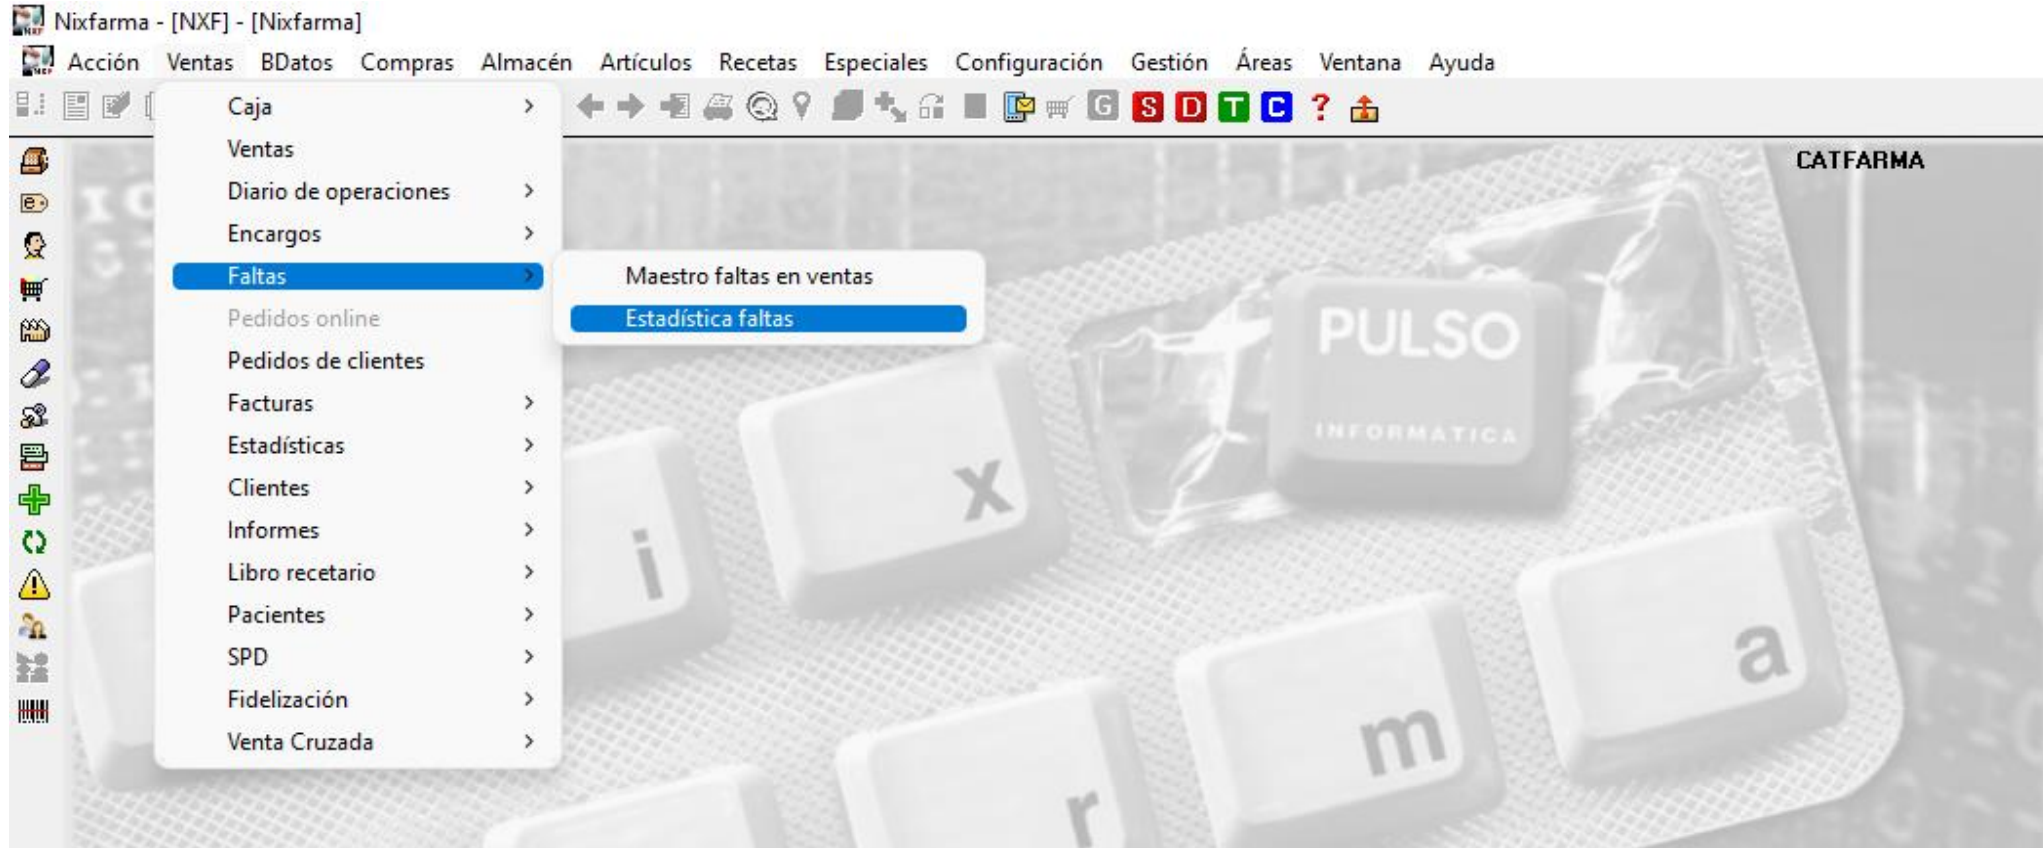 Nixfarma - [NXF] - [Nixfarma]
Acción Ventas BDatos Compras Almacén Artículos Recetas Especiales Configuración Gestión Áreas Ventana Ayuda
G S D T C ?
Caja
Ventas
Diario de operaciones
Encargos
Faltas
Pedidos online
Pedidos de clientes
Facturas
Estadísticas
Clientes
Informes
Libro recetario
Pacientes
SPD
Fidelización
Venta Cruzada
Maestro faltas en ventas
Estadística faltas
CATFARMA
PULSO
INFORMATICA
i x
r m a